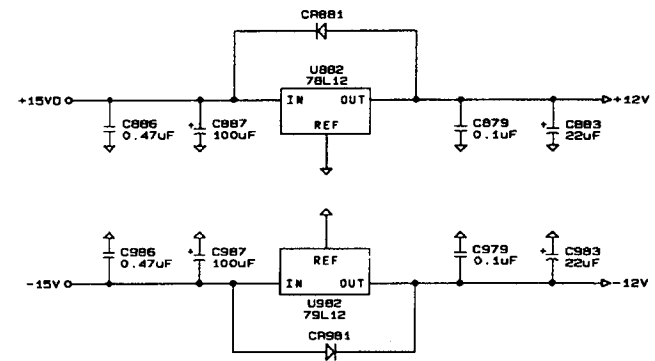 CR881
U882
78L12
+15VD
IN OUT
+12V
C886
0.47uF
+
C887
100uF
REF
C879
0.1uF
+
C883
22uF
C986
0.47uF
+
C987
100uF
REF
C979
0.1uF
+
C983
22uF
-15V
IN OUT
-12V
U982
79L12
CR981